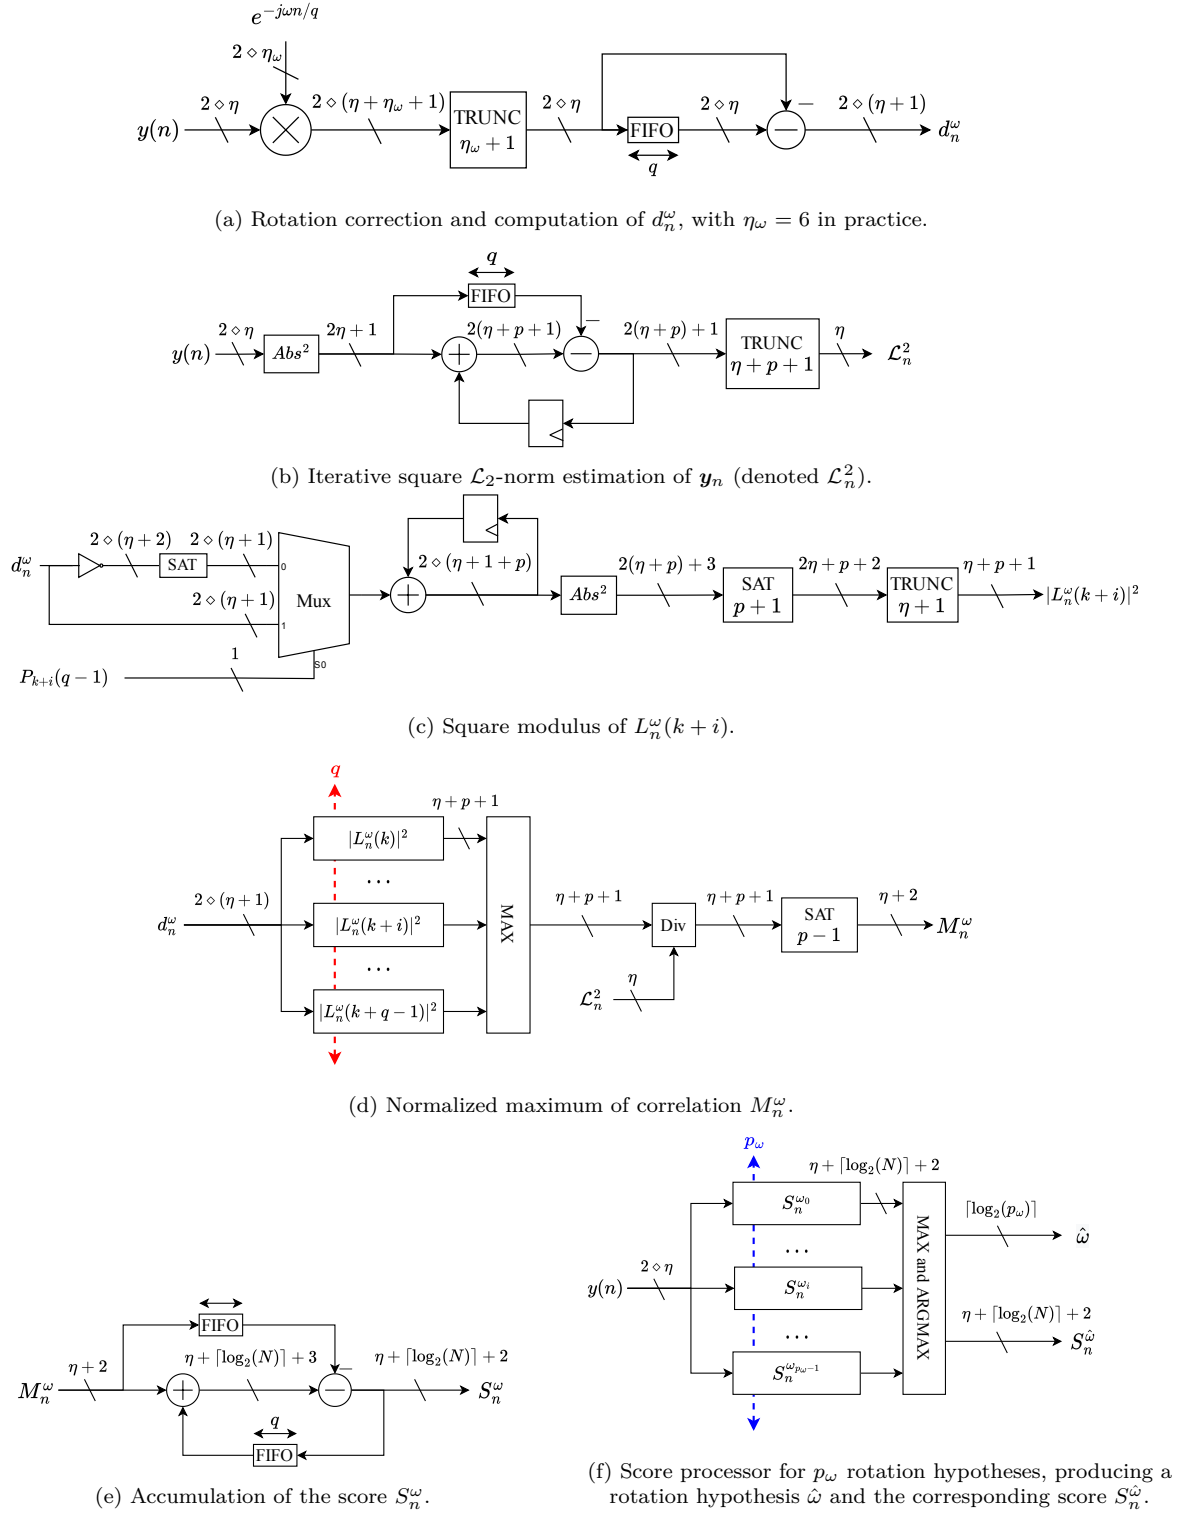 e^{-jωn/q}
2 ⋄ η_ω
2 ⋄ η
2 ⋄ (η + η_ω + 1)
2 ⋄ η
2 ⋄ η
2 ⋄ (η + 1)
y(n)
TRUNC
η_ω + 1
FIFO
−
d_n^ω
q
(a) Rotation correction and computation of d_n^ω, with η_ω = 6 in practice.
q
FIFO
2 ⋄ η
2η + 1
2(η + p + 1)
−
2(η + p) + 1
η
y(n)
Abs²
+
−
TRUNC
η + p + 1
ℒ_n^2
(b) Iterative square ℒ₂-norm estimation of y_n (denoted ℒ_n^2).
2 ⋄ (η + 2)
2 ⋄ (η + 1)
2 ⋄ (η + 1 + p)
2(η + p) + 3
2η + p + 2
η + p + 1
d_n^ω
SAT
0
2 ⋄ (η + 1)
Mux
+
Abs²
SAT
p + 1
TRUNC
η + 1
|L_n^ω(k + i)|²
1
1
S0
P_{k+i}(q − 1)
(c) Square modulus of L_n^ω(k + i).
q
η + p + 1
|L_n^ω(k)|²
...
2 ⋄ (η + 1)
η + p + 1
η + p + 1
η + 2
d_n^ω
|L_n^ω(k + i)|²
MAX
Div
SAT
p − 1
M_n^ω
...
η
ℒ_n^2
|L_n^ω(k + q − 1)|²
(d) Normalized maximum of correlation M_n^ω.
FIFO
η + 2
η + ⌈log₂(N)⌉ + 3
−
η + ⌈log₂(N)⌉ + 2
M_n^ω
+
−
S_n^ω
q
FIFO
(e) Accumulation of the score S_n^ω.
p_ω
η + ⌈log₂(N)⌉ + 2
S_n^{ω_0}
⌈log₂(p_ω)⌉
ω̂
...
2 ⋄ η
y(n)
S_n^{ω_i}
MAX and ARGMAX
η + ⌈log₂(N)⌉ + 2
S_n^{ω̂}
...
S_n^{ω_{p_ω−1}}
(f) Score processor for p_ω rotation hypotheses, producing a
rotation hypothesis ω̂ and the corresponding score S_n^{ω̂}.